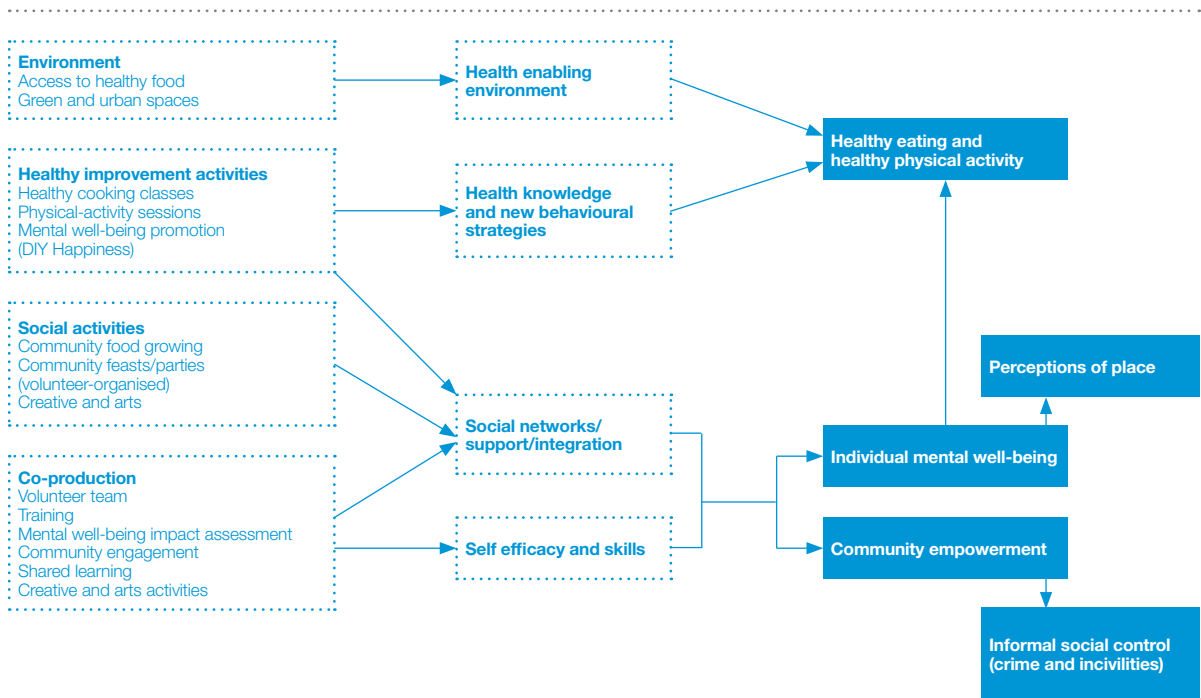 Environment
Access to healthy food
Green and urban spaces
Healthy improvement activities
Healthy cooking classes
Physical-activity sessions
Mental well-being promotion
(DIY Happiness)
Social activities
Community food growing
Community feasts/parties
(volunteer-organised)
Creative and arts
Co-production
Volunteer team
Training
Mental well-being impact assessment
Community engagement
Shared learning
Creative and arts activities
Health enabling
environment
Health knowledge
and new behavioural
strategies
Social networks/
support/integration
Self efficacy and skills
Healthy eating and
healthy physical activity
Perceptions of place
Individual mental well-being
Community empowerment
Informal social control
(crime and incivilities)